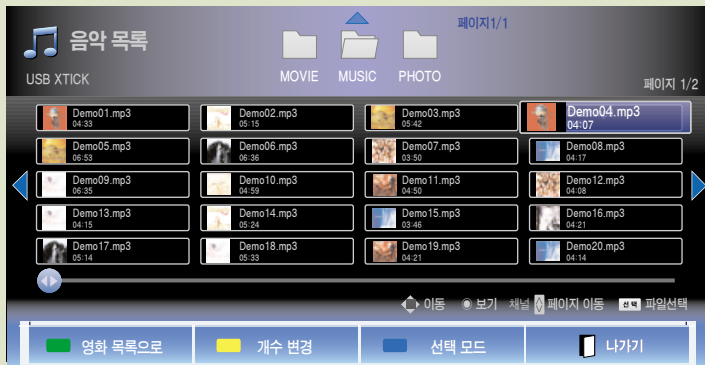 페이지1/1
음악 목록
USB XTICK
MOVIE MUSIC PHOTO
페이지 1/2
Demo01.mp3 Demo02.mp3 Demo03.mp3 Demo04.mp3
04:33 05:15 05:42 04:07
Demo05.mp3 Demo06.mp3 Demo07.mp3 Demo08.mp3
06:53 06:36 03:50 04:17
Demo09.mp3 Demo10.mp3 Demo11.mp3 Demo12.mp3
06:35 04:59 04:50 04:08
Demo13.mp3 Demo14.mp3 Demo15.mp3 Demo16.mp3
04:15 05:24 03:46 04:21
Demo17.mp3 Demo18.mp3 Demo19.mp3 Demo20.mp3
05:14 05:33 04:21 04:14
이동 보기 채널 페이지 이동 선택 파일선택
영화 목록으로 개수 변경 선택 모드 나가기